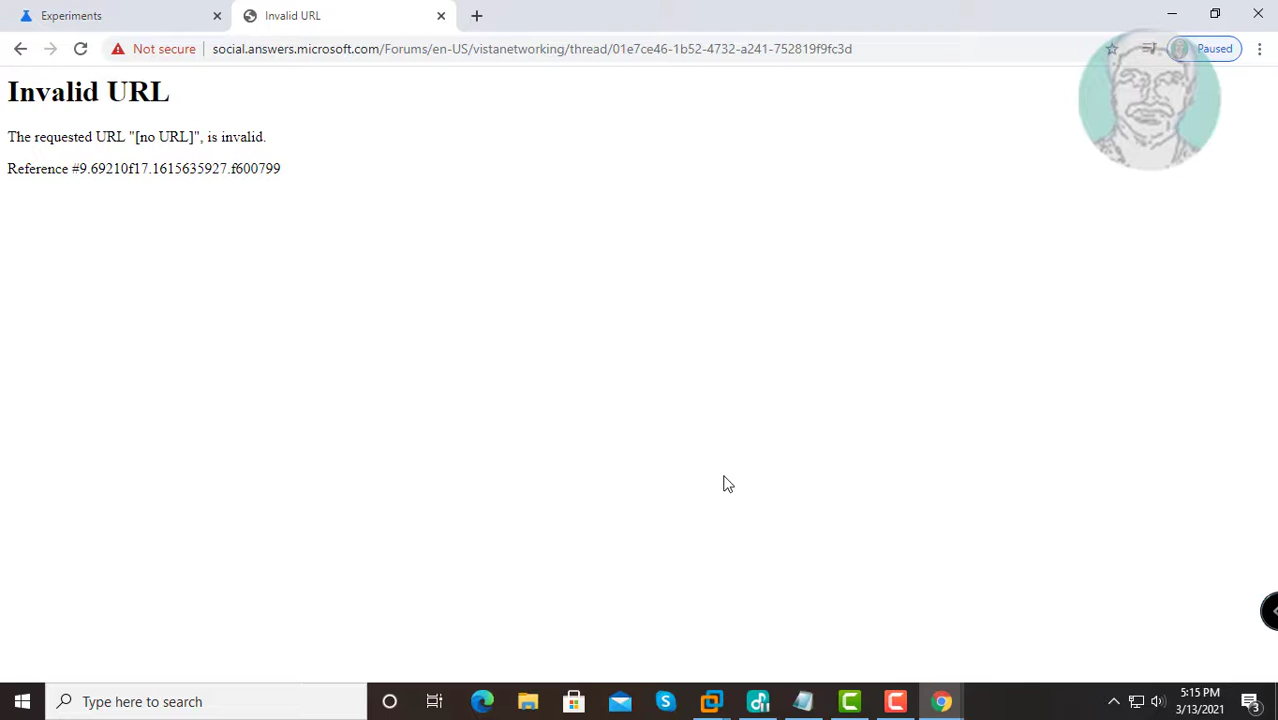 Experiments
Invalid URL
Not secure
social.answers.microsoft.com/Forums/en-US/vistanetworking/thread/01e7ce46-1b52-4732-a241-752819f9fc3d
Paused
Invalid URL
The requested URL "[no URL]", is invalid.
Reference #9.69210f17.1615635927.f600799
Type here to search
5:15 PM
3/13/2021
3